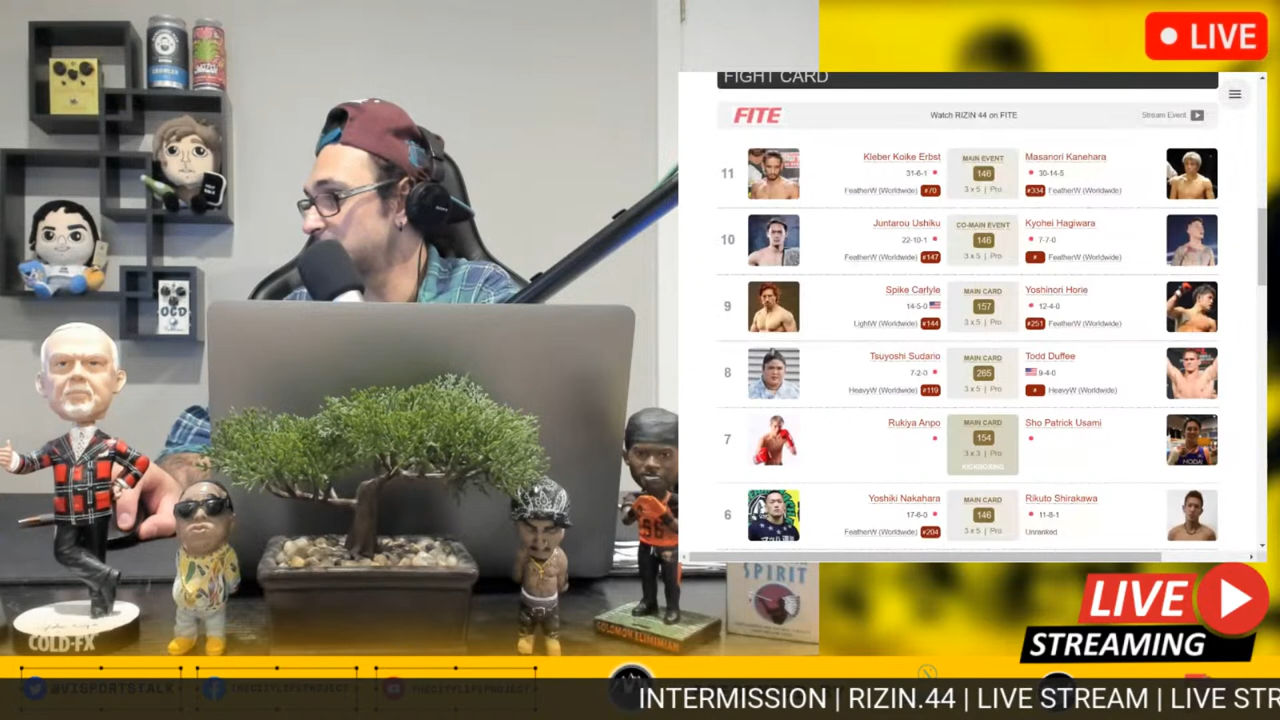 LIVE
FIGHT CARD
FITE
Watch RIZIN 44 on FITE
Stream Event
11
Kleber Koike Erbst
31-6-1
FeatherW (Worldwide) #70
MAIN EVENT
146
3 x 5 | Pro
Masanori Kanehara
30-14-5
#334 FeatherW (Worldwide)
10
Juntarou Ushiku
22-10-1
FeatherW (Worldwide) #147
CO-MAIN EVENT
146
3 x 5 | Pro
Kyohei Hagiwara
7-7-0
# FeatherW (Worldwide)
9
Spike Carlyle
14-5-0
LightW (Worldwide) #144
MAIN CARD
157
3 x 5 | Pro
Yoshinori Horie
12-4-0
#251 FeatherW (Worldwide)
8
Tsuyoshi Sudario
7-2-0
HeavyW (Worldwide) #119
MAIN CARD
265
3 x 5 | Pro
Todd Duffee
9-4-0
# HeavyW (Worldwide)
7
Rukiya Anpo
MAIN CARD
154
3 x 3 | Pro
KICKBOXING
Sho Patrick Usami
6
Yoshiki Nakahara
17-6-0
FeatherW (Worldwide) #204
MAIN CARD
146
3 x 5 | Pro
Rikuto Shirakawa
11-8-1
Unranked
OCD
COLD-FX
SOLOMON ELIMIMIAN
SPIRIT
LIVE
STREAMING
@VISPORTSTALK
THECITYLIFEPROJECT
THECITYLIFEPROJECT
INTERMISSION | RIZIN.44 | LIVE STREAM | LIVE STR